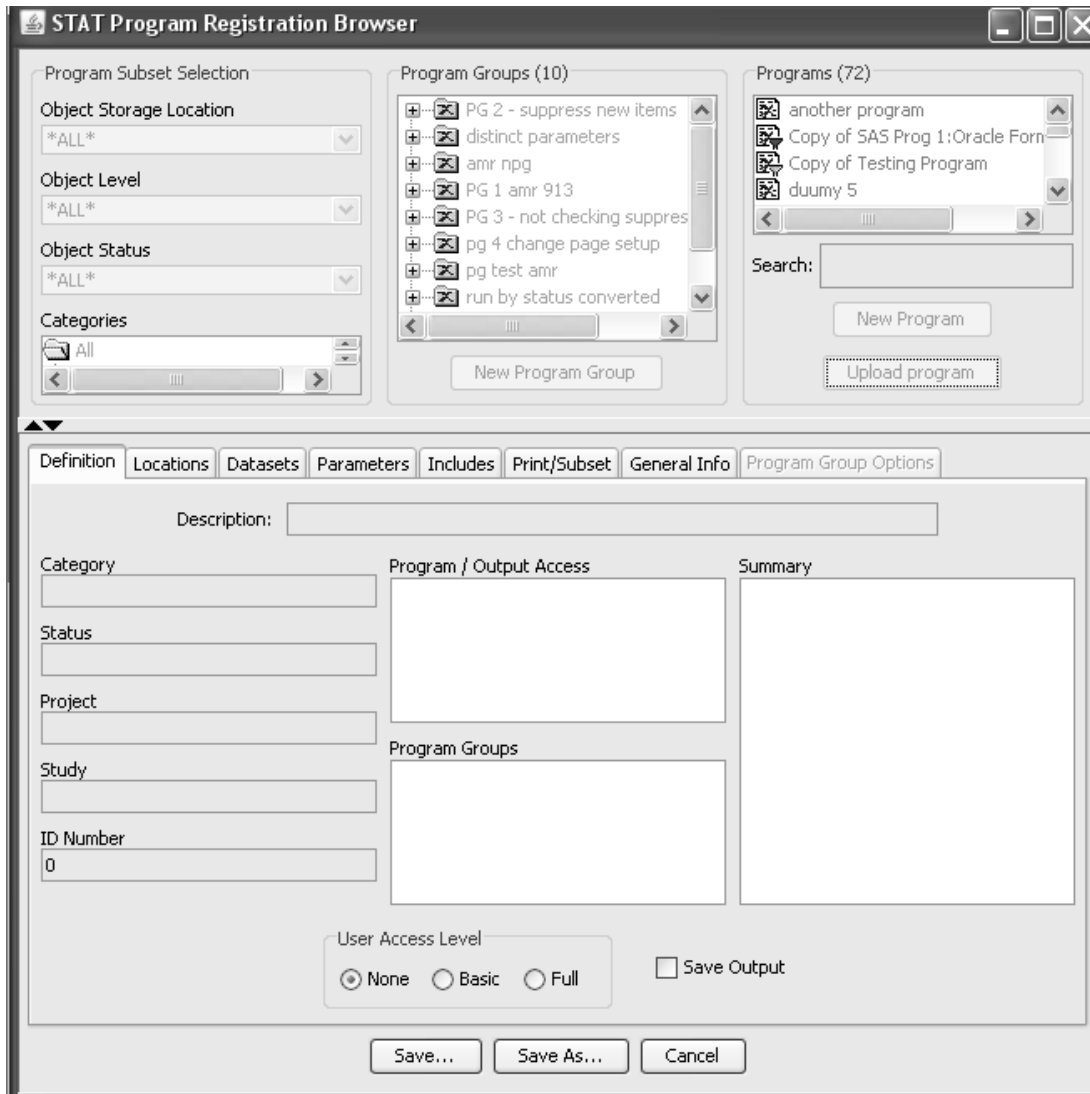 STAT Program Registration Browser
Program Subset Selection
Object Storage Location
*ALL*
Object Level
*ALL*
Object Status
*ALL*
Categories
All
Program Groups (10)
PG 2 - suppress new items
distinct parameters
amr npg
PG 1 amr 913
PG 3 - not checking suppres
pg 4 change page setup
pg test amr
run by status converted
New Program Group
Programs (72)
another program
Copy of SAS Prog 1:Oracle Forn
Copy of Testing Program
duumy 5
Search:
New Program
Upload program
Definition Locations Datasets Parameters Includes Print/Subset General Info Program Group Options
Description:
Category
Status
Project
Study
ID Number
0
Program / Output Access
Program Groups
Summary
User Access Level
None Basic Full
Save Output
Save... Save As... Cancel